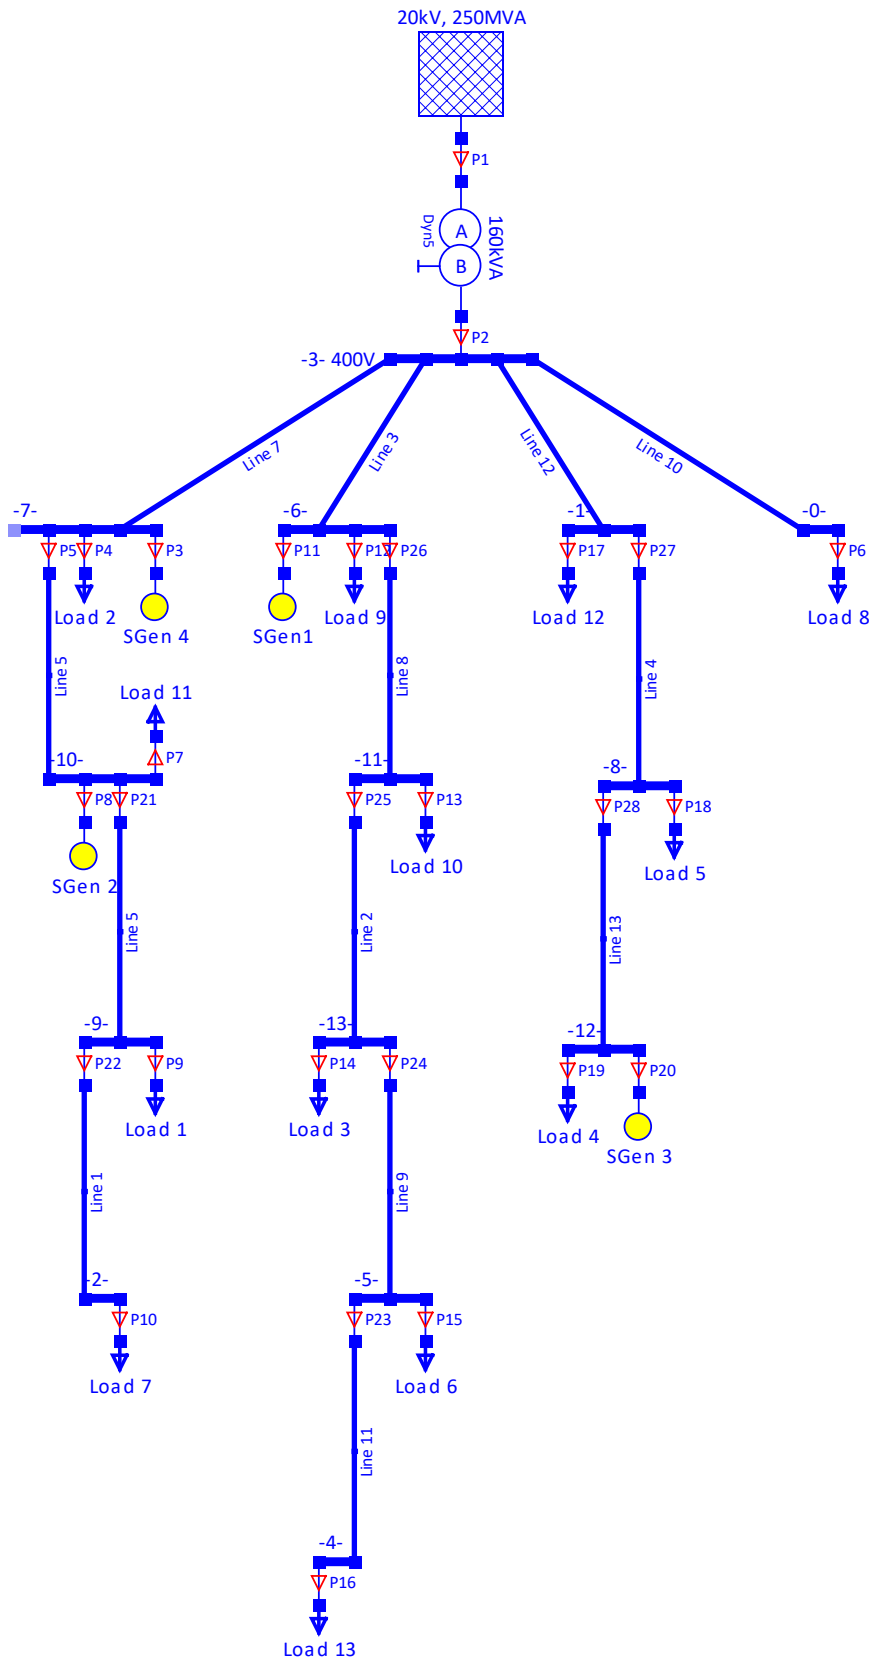 20kV, 250MVA
P1
A
B
Dyn5
160kVA
P2
-3- 400V
Line 7
Line 3
Line 12
Line 10
-7-
-6-
-1-
-0-
P5
P4
P3
P11
P12
P26
P17
P27
P6
Load 2
SGen 4
SGen1
Load 9
Load 12
Load 8
Line 5
Line 8
Line 4
Load 11
P7
-10-
-11-
-8-
P8
P21
P25
P13
P28
P18
SGen 2
Load 10
Load 5
Line 5
Line 2
Line 13
-9-
-13-
-12-
P22
P9
P14
P24
P19
P20
Load 1
Load 3
Load 4
SGen 3
Line 1
Line 9
-2-
-5-
P10
P23
P15
Load 7
Load 6
Line 11
-4-
P16
Load 13